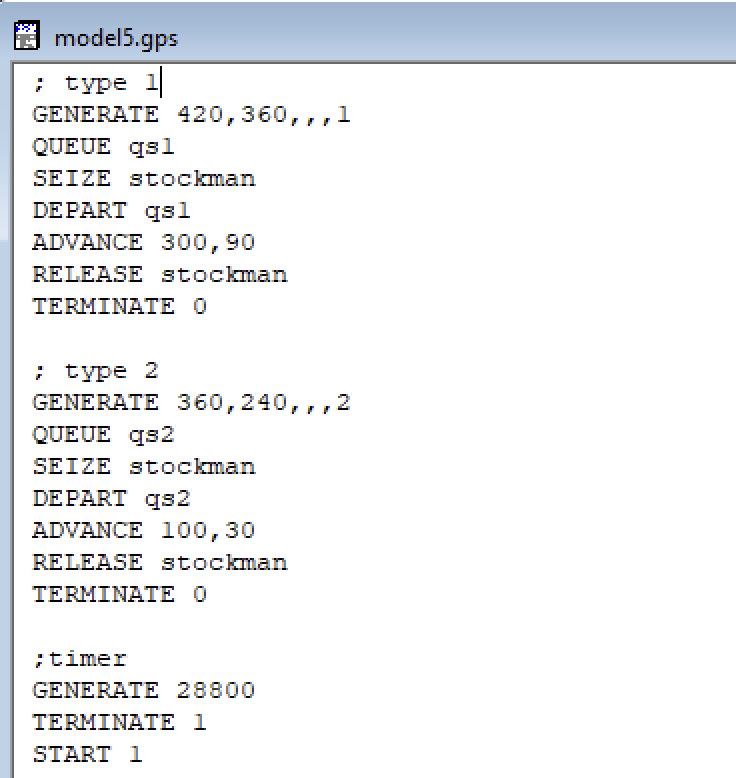 model5.gps
; type 1
GENERATE 420,360,,,1
QUEUE qs1
SEIZE stockman
DEPART qs1
ADVANCE 300,90
RELEASE stockman
TERMINATE 0
; type 2
GENERATE 360,240,,,2
QUEUE qs2
SEIZE stockman
DEPART qs2
ADVANCE 100,30
RELEASE stockman
TERMINATE 0
;timer
GENERATE 28800
TERMINATE 1
START 1